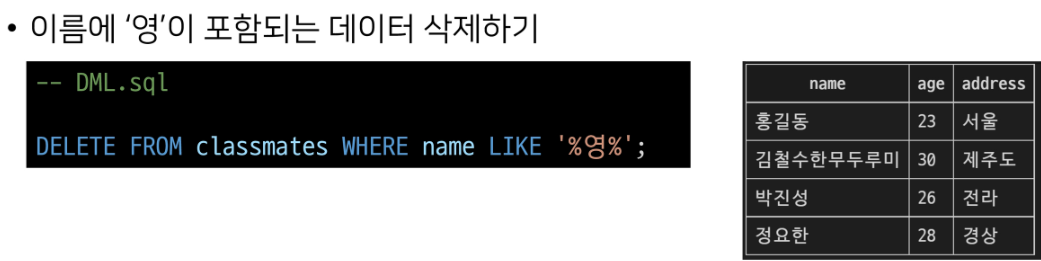 • 이름에 ‘영’이 포함되는 데이터 삭제하기
-- DML.sql
DELETE FROM classmates WHERE name LIKE '%영%';
name age address
홍길동 23 서울
김철수한무두루미 30 제주도
박진성 26 전라
정요한 28 경상